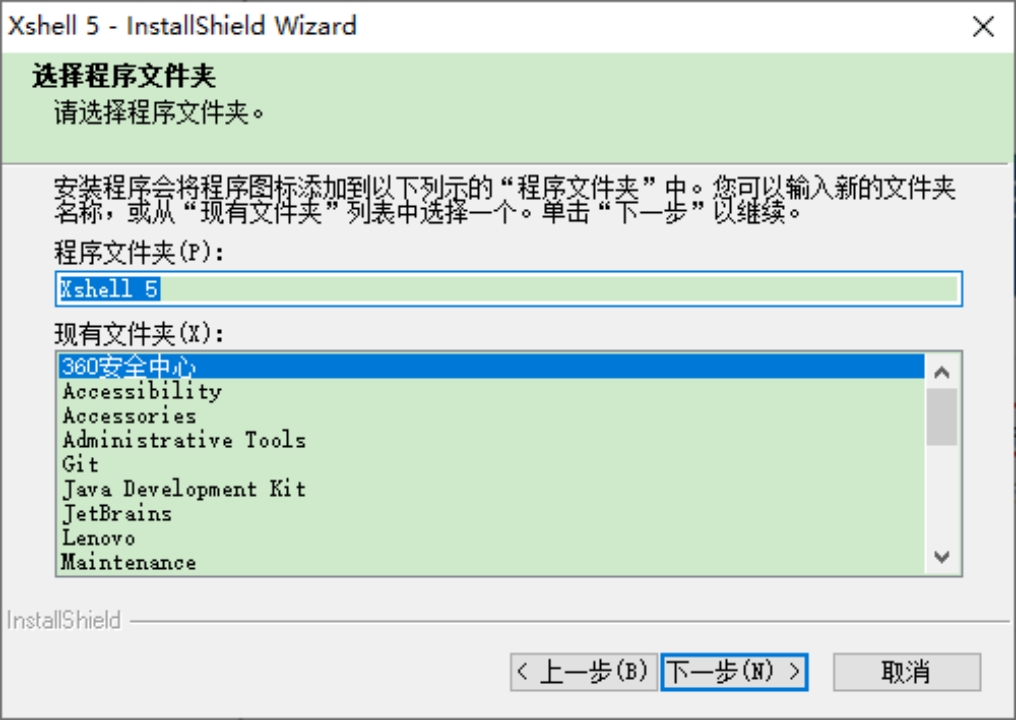 Xshell 5 - InstallShield Wizard
选择程序文件夹
请选择程序文件夹。
安装程序会将程序图标添加到以下列示的“程序文件夹”中。您可以输入新的文件夹
名称，或从“现有文件夹”列表中选择一个。单击“下一步”以继续。
程序文件夹(P)：
Xshell 5
现有文件夹(X)：
360安全中心
Accessibility
Accessories
Administrative Tools
Git
Java Development Kit
JetBrains
Lenovo
Maintenance
InstallShield
< 上一步(B) 下一步(N) > 取消